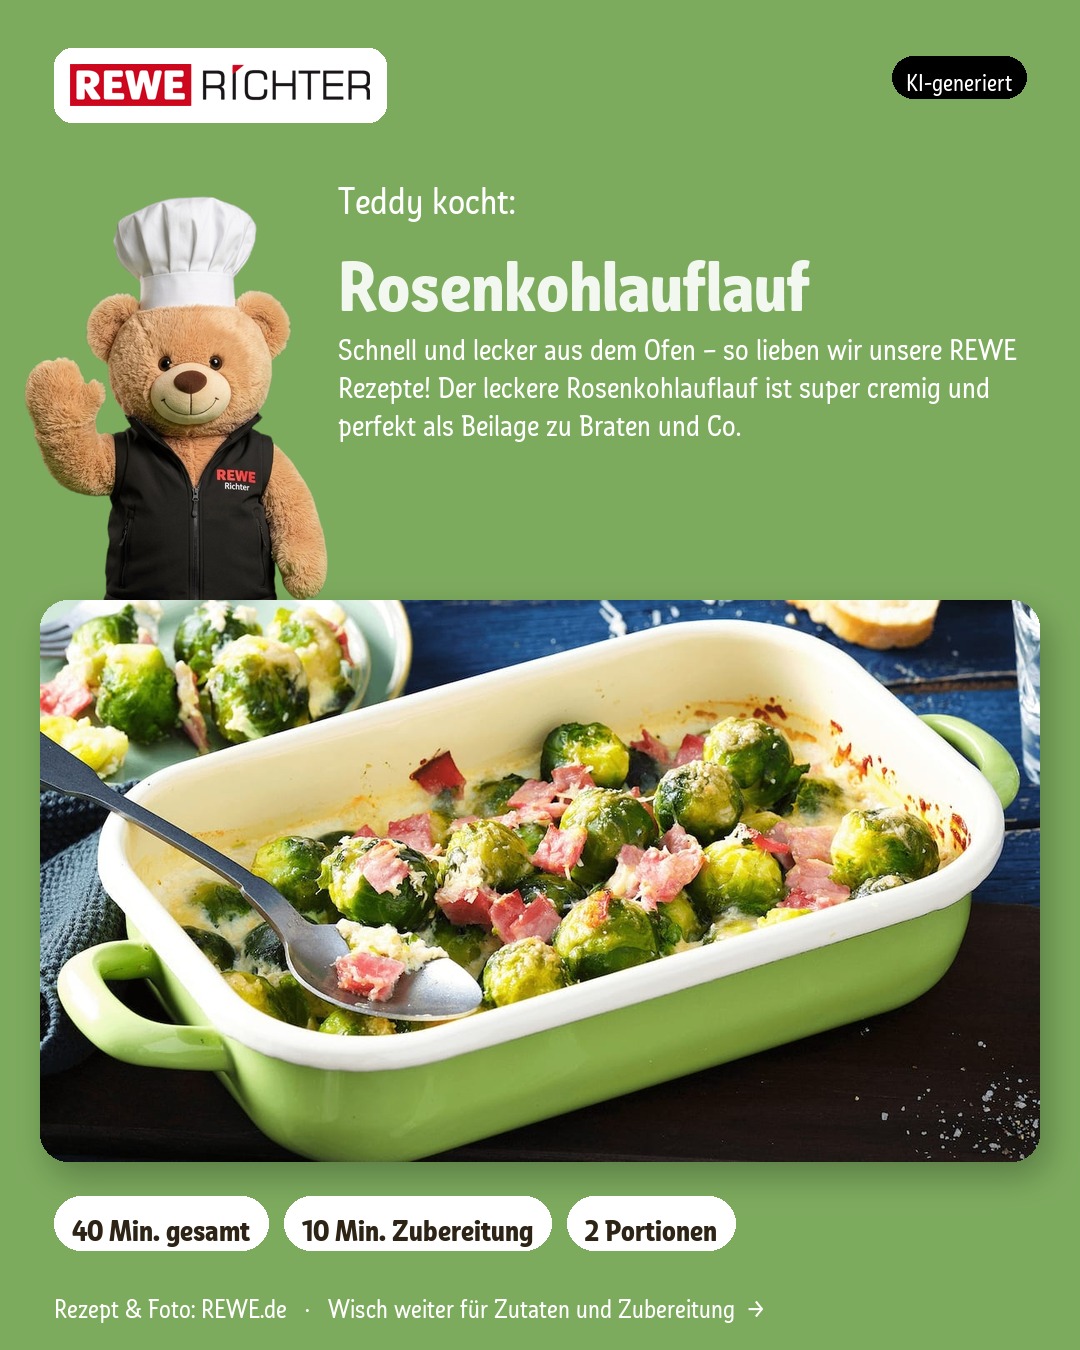 REWE RICHTER
KI-generiert
Teddy kocht:
Rosenkohlauflauf
Schnell und lecker aus dem Ofen – so lieben wir unsere REWE
Rezepte! Der leckere Rosenkohlauflauf ist super cremig und
perfekt als Beilage zu Braten und Co.
REWE
Richter
40 Min. gesamt
10 Min. Zubereitung
2 Portionen
Rezept & Foto: REWE.de · Wisch weiter für Zutaten und Zubereitung →